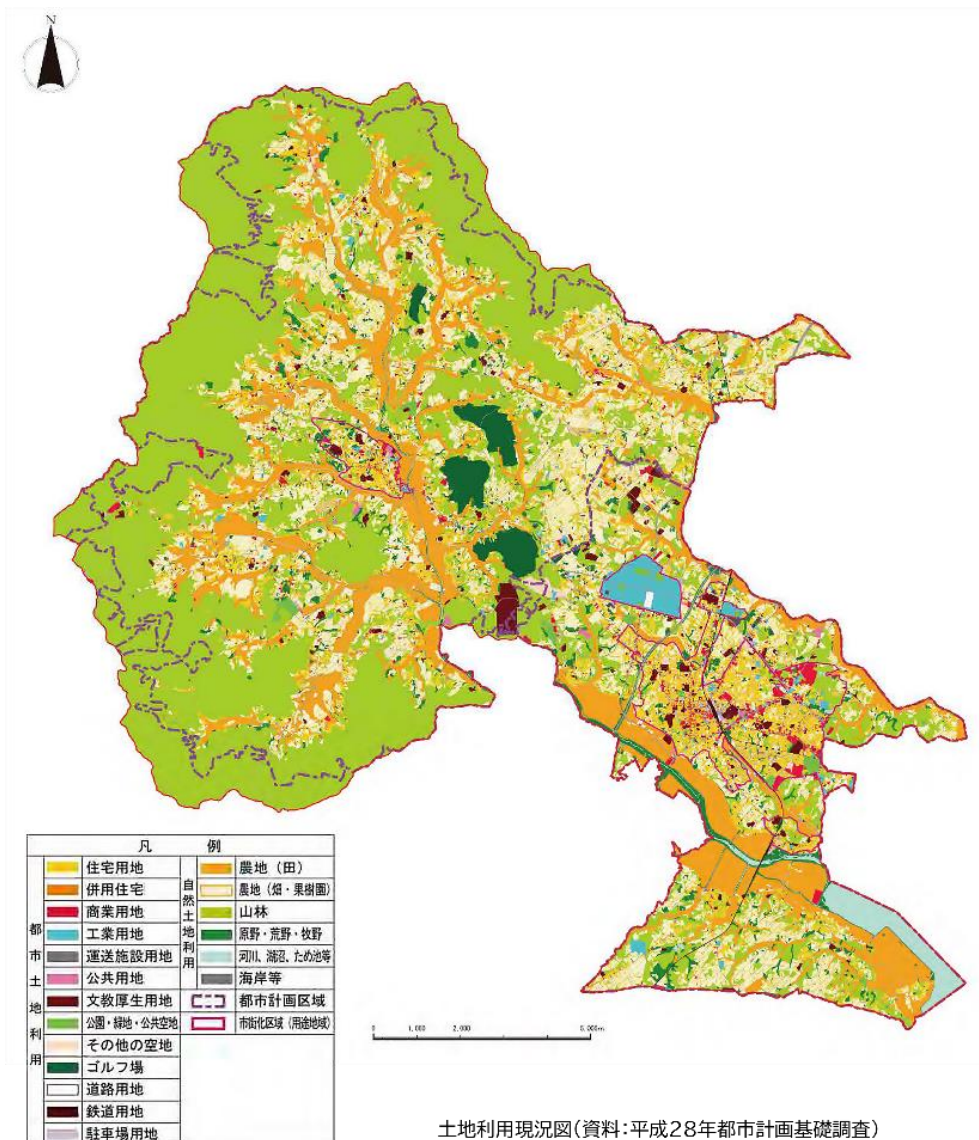 N
凡 例
都市土地利用
住宅用地
併用住宅
商業用地
工業用地
運送施設用地
公共用地
文教厚生用地
公園・緑地・公共空地
その他の空地
ゴルフ場
道路用地
鉄道用地
駐車場用地
自然土地利用
農地（田）
農地（畑・果樹園）
山林
原野・荒野・牧野
河川、湖沼、ため池等
海岸等
都市計画区域
市街化区域（用途地域）
0 1,000 2,000 5,000m
土地利用現況図(資料:平成28年都市計画基礎調査)